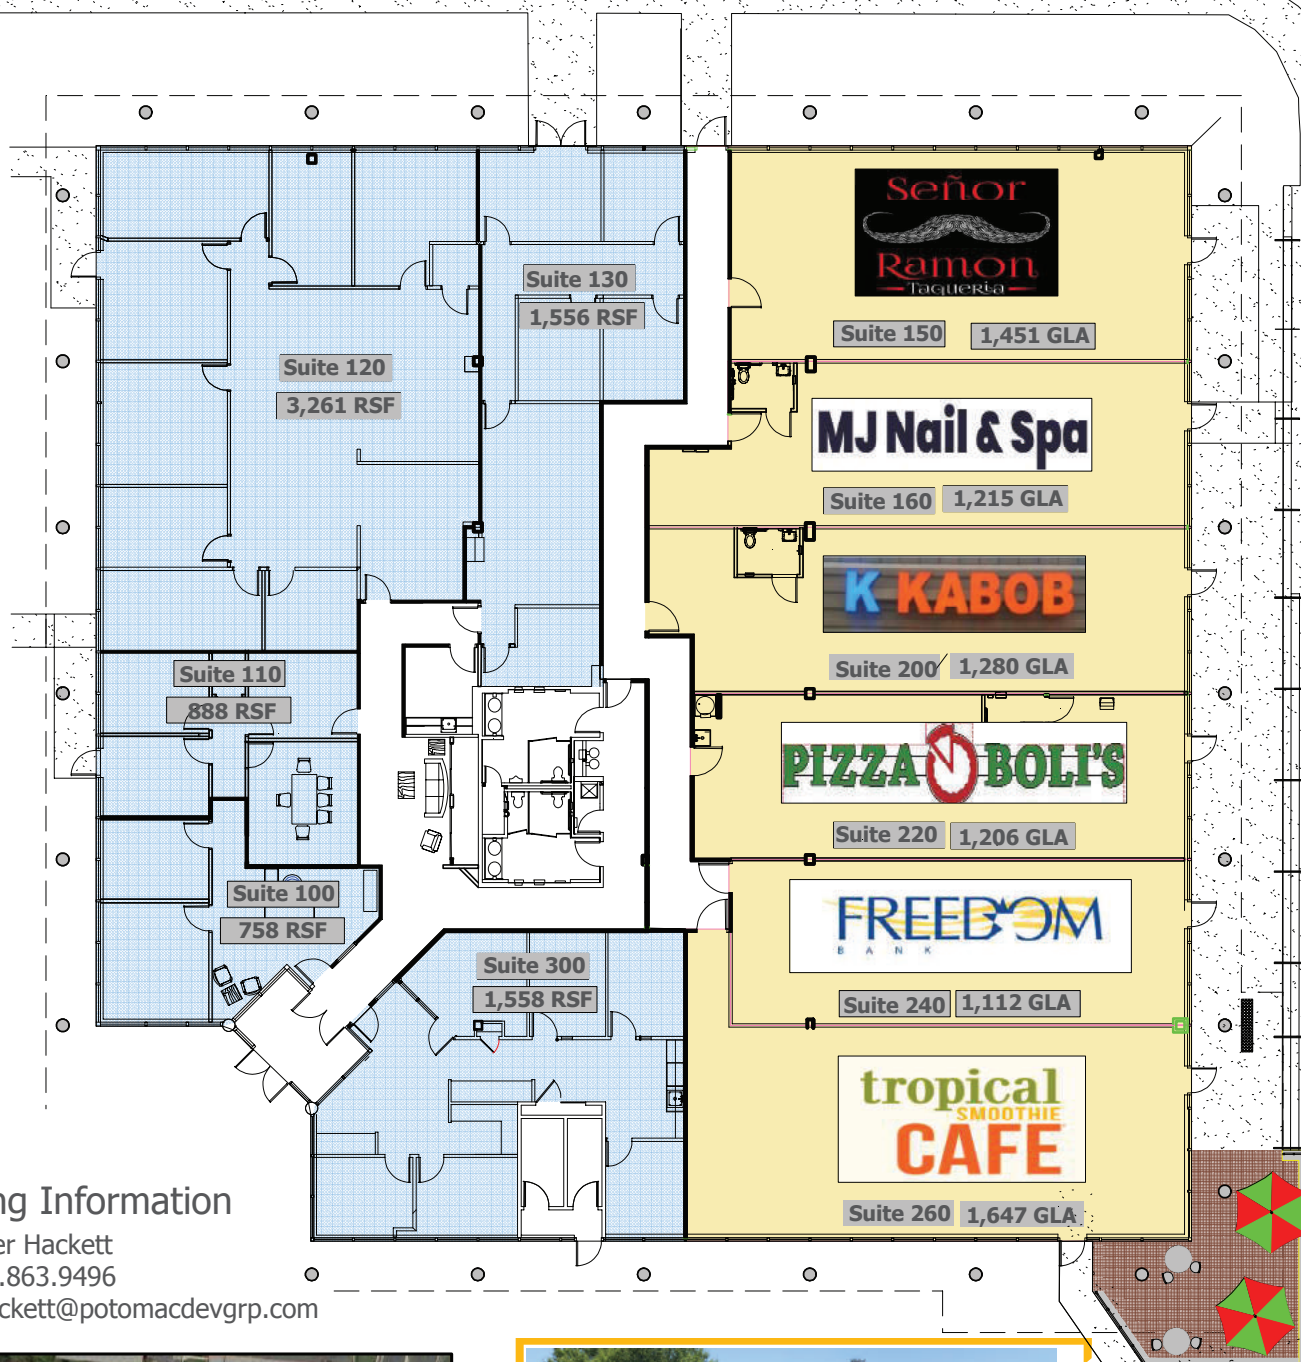 Señor
Ramon
Taqueria
Suite 150
1,451 GLA
Suite 130
1,556 RSF
Suite 120
3,261 RSF
MJ Nail & Spa
Suite 160
1,215 GLA
K KABOB
Suite 200
1,280 GLA
Suite 110
888 RSF
PIZZA BOLI'S
Suite 220
1,206 GLA
Suite 100
758 RSF
FREEDOM
BANK
Suite 240
1,112 GLA
Suite 300
1,558 RSF
tropical
SMOOTHIE
CAFE
Suite 260
1,647 GLA
ng Information
er Hackett
.863.9496
ckett@potomacdevgrp.com